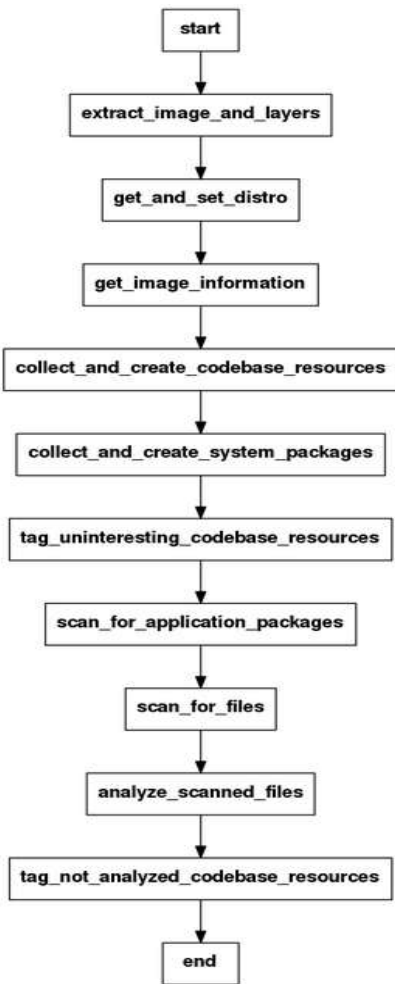 start
extract_image_and_layers
get_and_set_distro
get_image_information
collect_and_create_codebase_resources
collect_and_create_system_packages
tag_uninteresting_codebase_resources
scan_for_application_packages
scan_for_files
analyze_scanned_files
tag_not_analyzed_codebase_resources
end